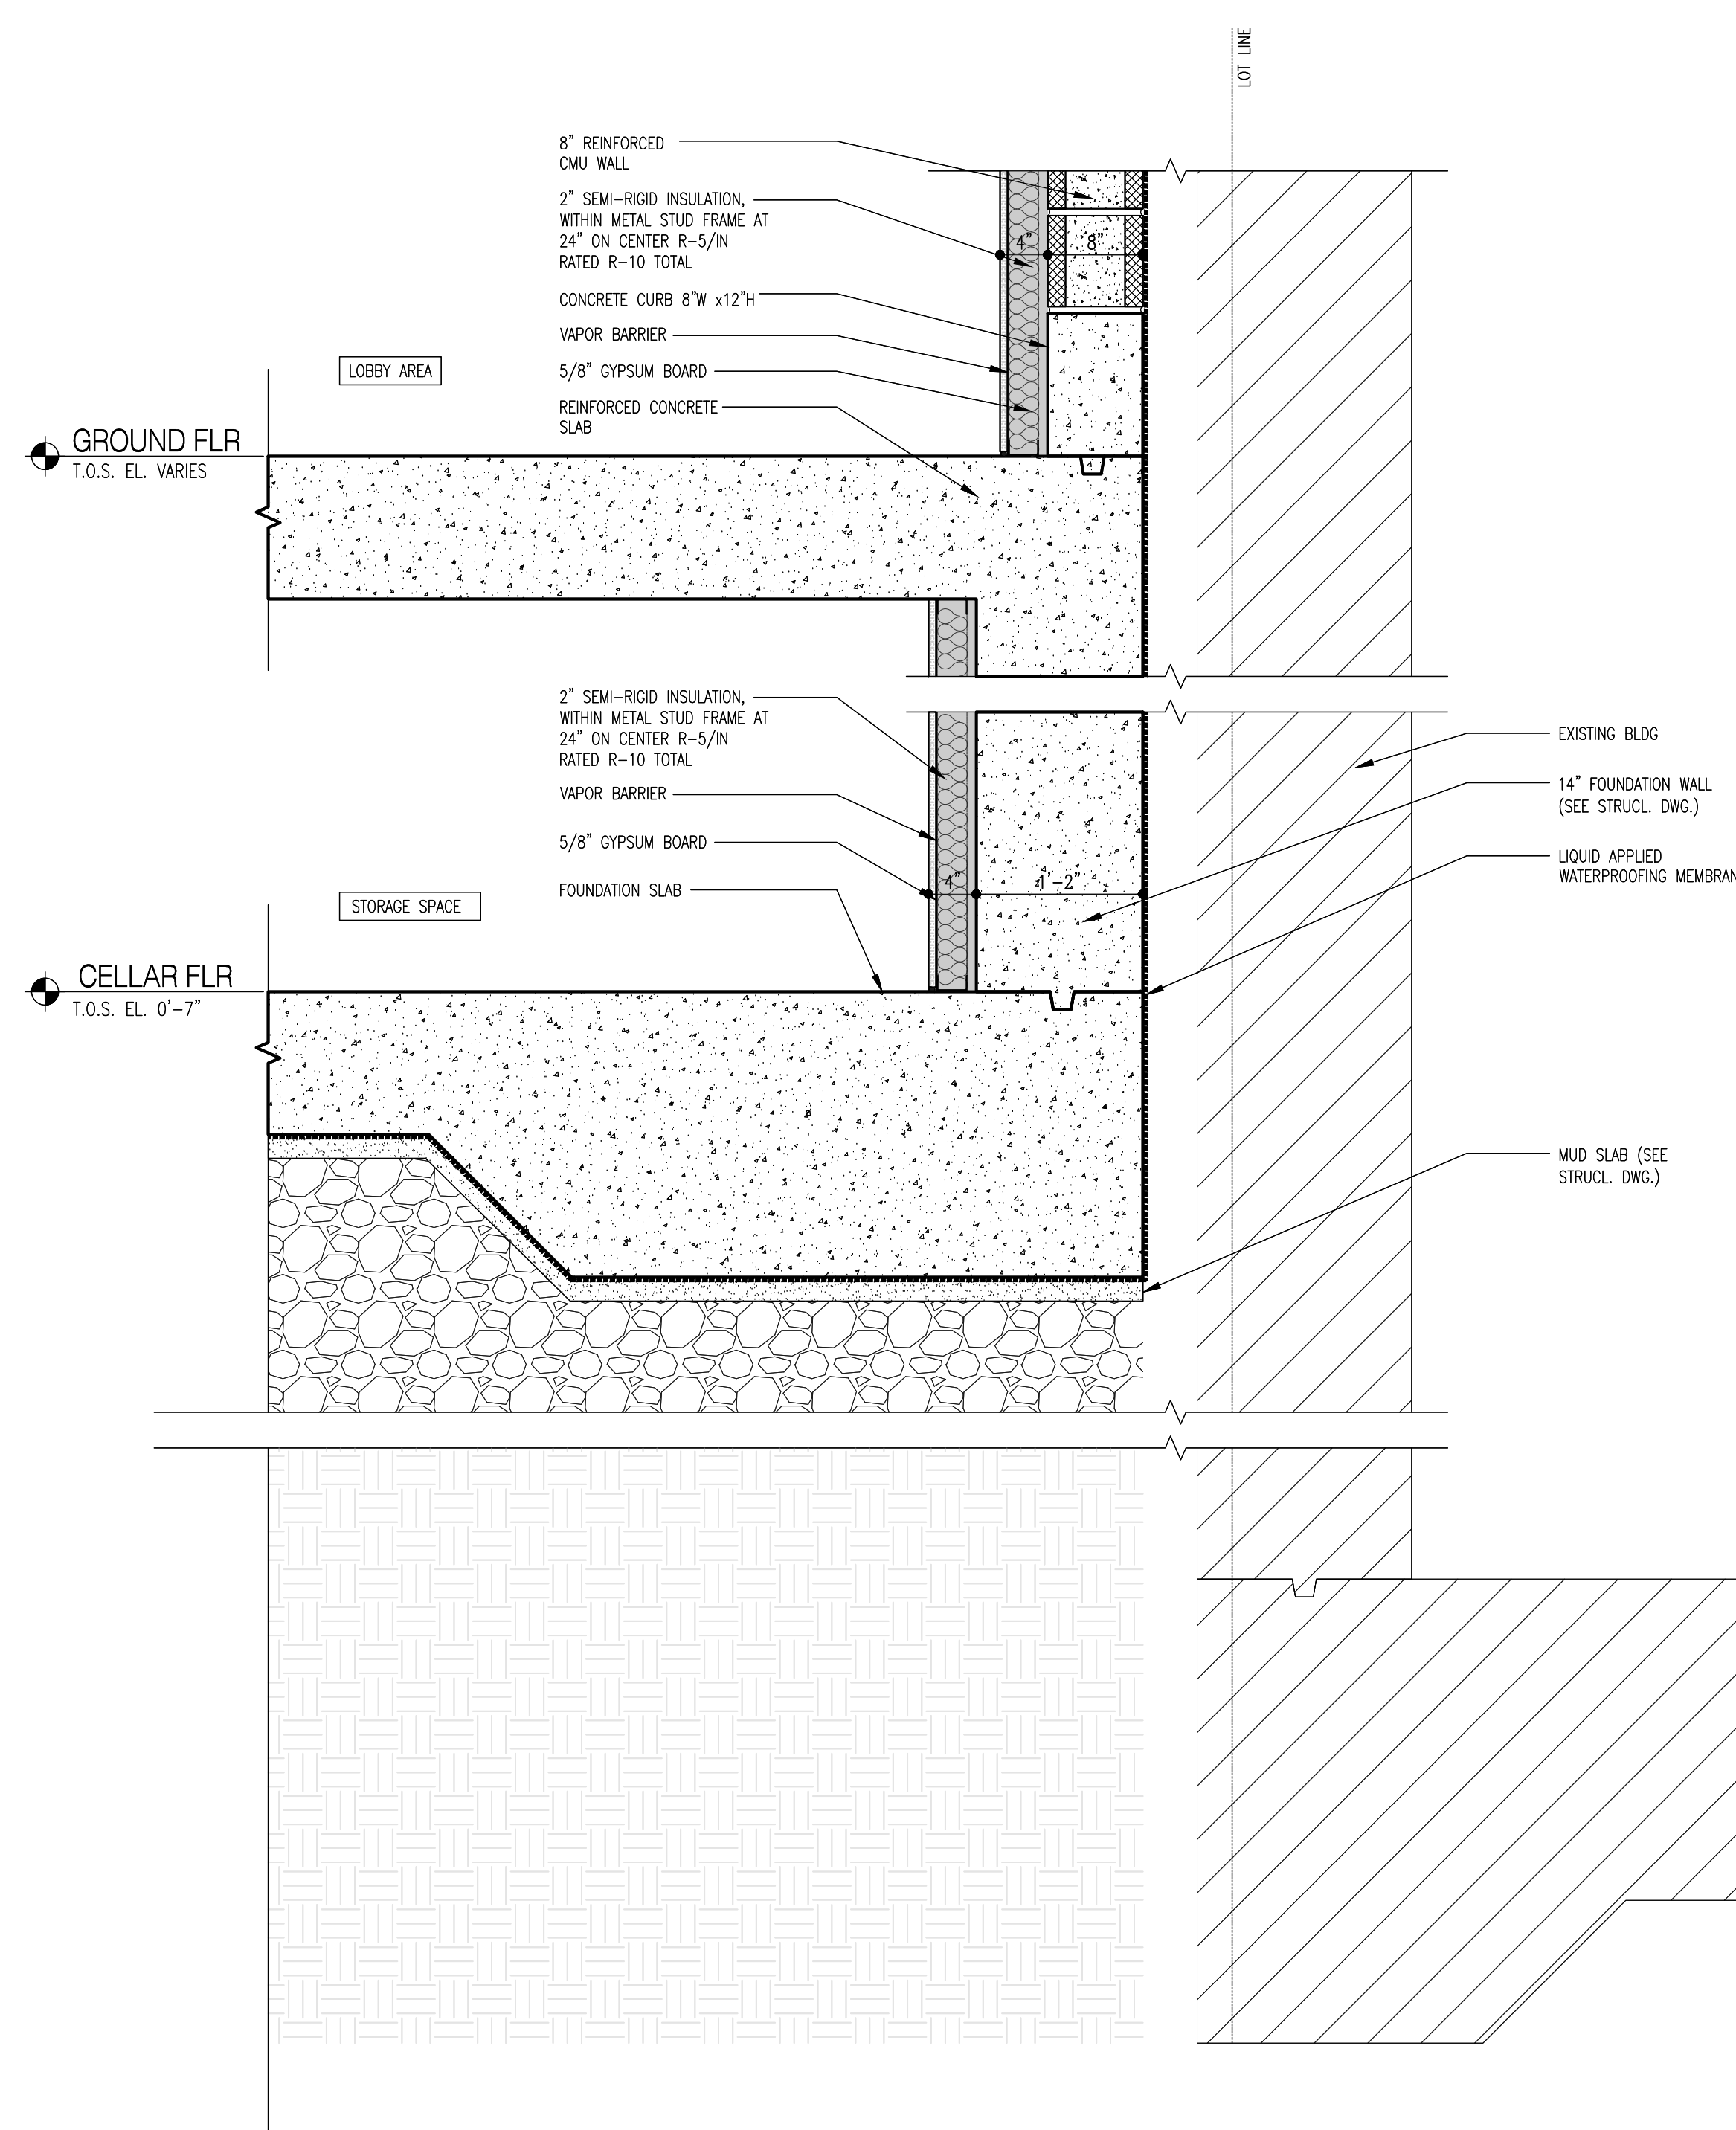 LOT LINE
8" REINFORCED
CMU WALL
2" SEMI-RIGID INSULATION,
WITHIN METAL STUD FRAME AT
24" ON CENTER R-5/IN
RATED R-10 TOTAL
4"
8"
CONCRETE CURB 8"W x12"H
VAPOR BARRIER
5/8" GYPSUM BOARD
REINFORCED CONCRETE
SLAB
LOBBY AREA
GROUND FLR
T.O.S. EL. VARIES
2" SEMI-RIGID INSULATION,
WITHIN METAL STUD FRAME AT
24" ON CENTER R-5/IN
RATED R-10 TOTAL
VAPOR BARRIER
5/8" GYPSUM BOARD
FOUNDATION SLAB
4"
1'-2"
STORAGE SPACE
CELLAR FLR
T.O.S. EL. 0'-7"
EXISTING BLDG
14" FOUNDATION WALL
(SEE STRUCL. DWG.)
LIQUID APPLIED
WATERPROOFING MEMBRAN
MUD SLAB (SEE
STRUCL. DWG.)